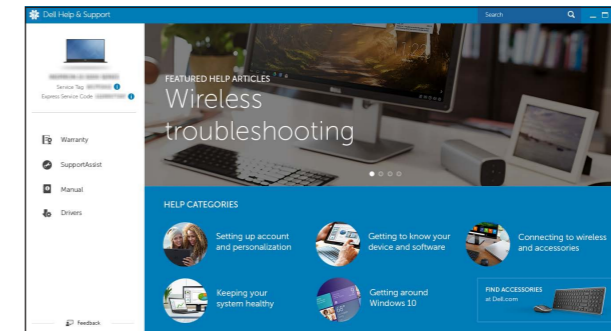 Dell Help & Support
Search
Service Tag:
Express Service Code:
Warranty
SupportAssist
Manual
Drivers
Feedback
FEATURED HELP ARTICLES
Wireless
troubleshooting
HELP CATEGORIES
Setting up account
and personalization
Getting to know your
device and software
Connecting to wireless
and accessories
Keeping your
system healthy
Getting around
Windows 10
FIND ACCESSORIES
at Dell.com